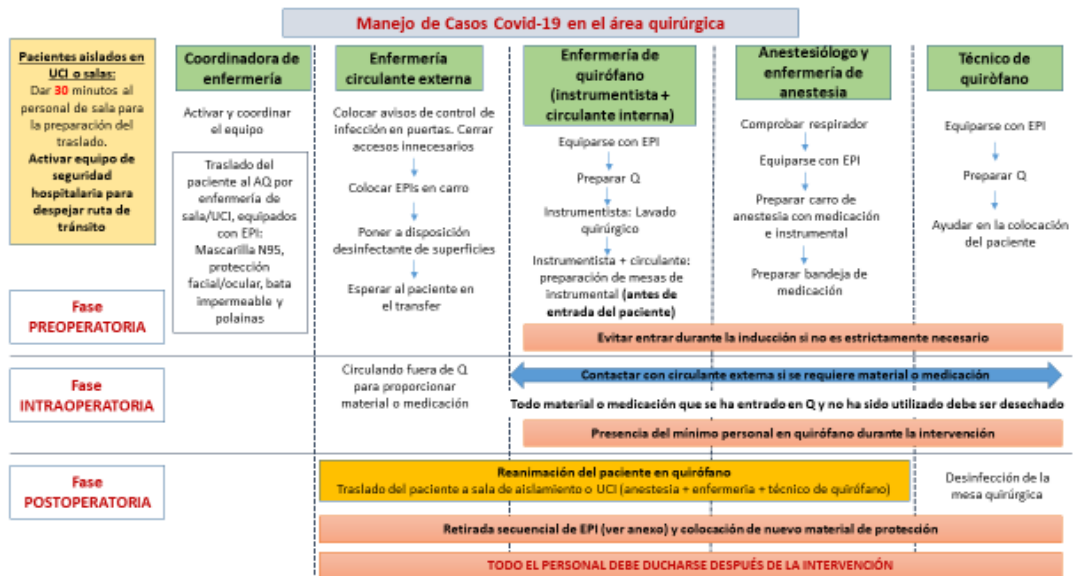 Manejo de Casos Covid-19 en el área quirúrgica
Pacientes aislados en
UCI o salas:
Dar 30 minutos al
personal de sala para
la preparación del
traslado.
Activar equipo de
seguridad
hospitalaria para
despejar ruta de
tránsito
Coordinadora de
enfermería
Activar y coordinar
el equipo
Traslado del
paciente al AQ por
enfermería de
sala/UCI, equipados
con EPI:
Mascarilla N95,
protección
facial/ocular, bata
impermeable y
polainas
Enfermería
circulante externa
Colocar avisos de control de
infección en puertas. Cerrar
accesos innecesarios
Colocar EPIs en carro
Poner a disposición
desinfectante de superficies
Esperar al paciente en
el transfer
Enfermería de
quirófano
(instrumentista +
circulante interna)
Equiparse con EPI
Preparar Q
Instrumentista: Lavado
quirúrgico
Instrumentista + circulante:
preparación de mesas de
instrumental (antes de
entrada del paciente)
Anestesiólogo y
enfermería de
anestesia
Comprobar respirador
Equiparse con EPI
Preparar carro de
anestesia con medicación
e instrumental
Preparar bandeja de
medicación
Técnico de
quiròfano
Equiparse con EPI
Preparar Q
Ayudar en la colocación
del paciente
Fase
PREOPERATORIA
Evitar entrar durante la inducción si no es estrictamente necesario
Fase
INTRAOPERATORIA
Circulando fuera de Q
para proporcionar
material o medicación
Contactar con circulante externa si se requiere material o medicación
Todo material o medicación que se ha entrado en Q y no ha sido utilizado debe ser desechado
Presencia del mínimo personal en quirófano durante la intervención
Fase
POSTOPERATORIA
Reanimación del paciente en quirófano
Traslado del paciente a sala de aislamiento o UCI (anestesia + enfermeria + técnico de quirófano)
Desinfección de la
mesa quirúrgica
Retirada secuencial de EPI (ver anexo) y colocación de nuevo material de protección
TODO EL PERSONAL DEBE DUCHARSE DESPUÉS DE LA INTERVENCIÓN